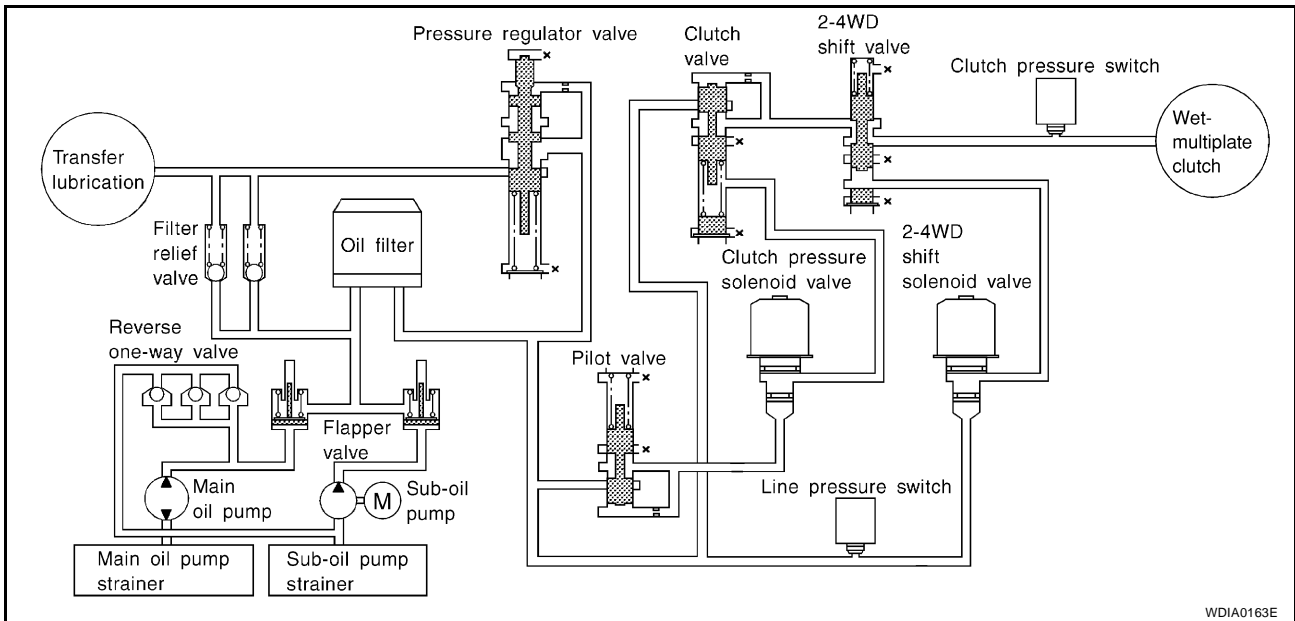 Pressure regulator valve
Clutch
valve
2-4WD
shift valve
Clutch pressure switch
Transfer
lubrication
Wet-
multiplate
clutch
Filter
relief
valve
Oil filter
Clutch pressure
solenoid valve
2-4WD
shift
solenoid valve
Reverse
one-way valve
Pilot valve
Flapper
valve
Main
oil pump
M
Sub-oil
pump
Line pressure switch
Main oil pump
strainer
Sub-oil pump
strainer
WDIA0163E